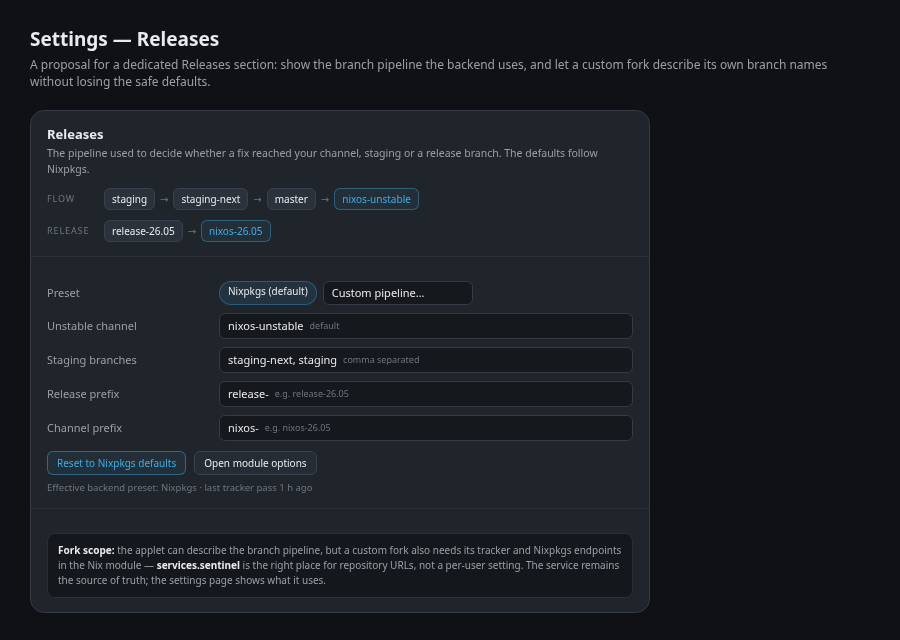 Settings — Releases
A proposal for a dedicated Releases section: show the branch pipeline the backend uses, and let a custom fork describe its own branch names
without losing the safe defaults.
Releases
The pipeline used to decide whether a fix reached your channel, staging or a release branch. The defaults follow
Nixpkgs.
FLOW staging → staging-next → master → nixos-unstable
RELEASE release-26.05 → nixos-26.05
Preset Nixpkgs (default) Custom pipeline...
Unstable channel nixos-unstable default
Staging branches staging-next, staging comma separated
Release prefix release- e.g. release-26.05
Channel prefix nixos- e.g. nixos-26.05
Reset to Nixpkgs defaults Open module options
Effective backend preset: Nixpkgs · last tracker pass 1 h ago
Fork scope: the applet can describe the branch pipeline, but a custom fork also needs its tracker and Nixpkgs endpoints
in the Nix module — services.sentinel is the right place for repository URLs, not a per-user setting. The service remains
the source of truth; the settings page shows what it uses.